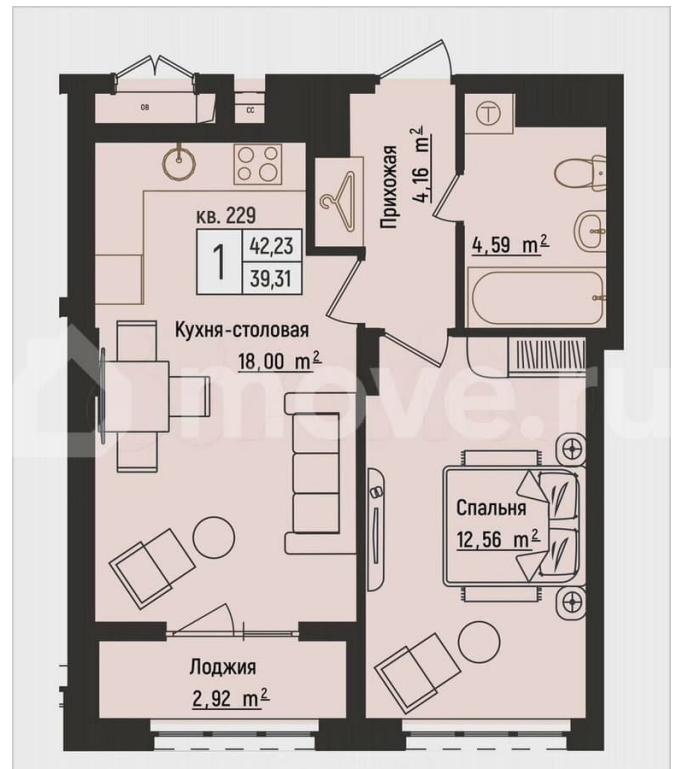 ОВ
СС
Прихожая
4,16 m²
Т
кв. 229
1
42,23
39,31
4,59 m²
Кухня-столовая
18,00 m²
move.ru
Спальня
12,56 m²
Лоджия
2,92 m²